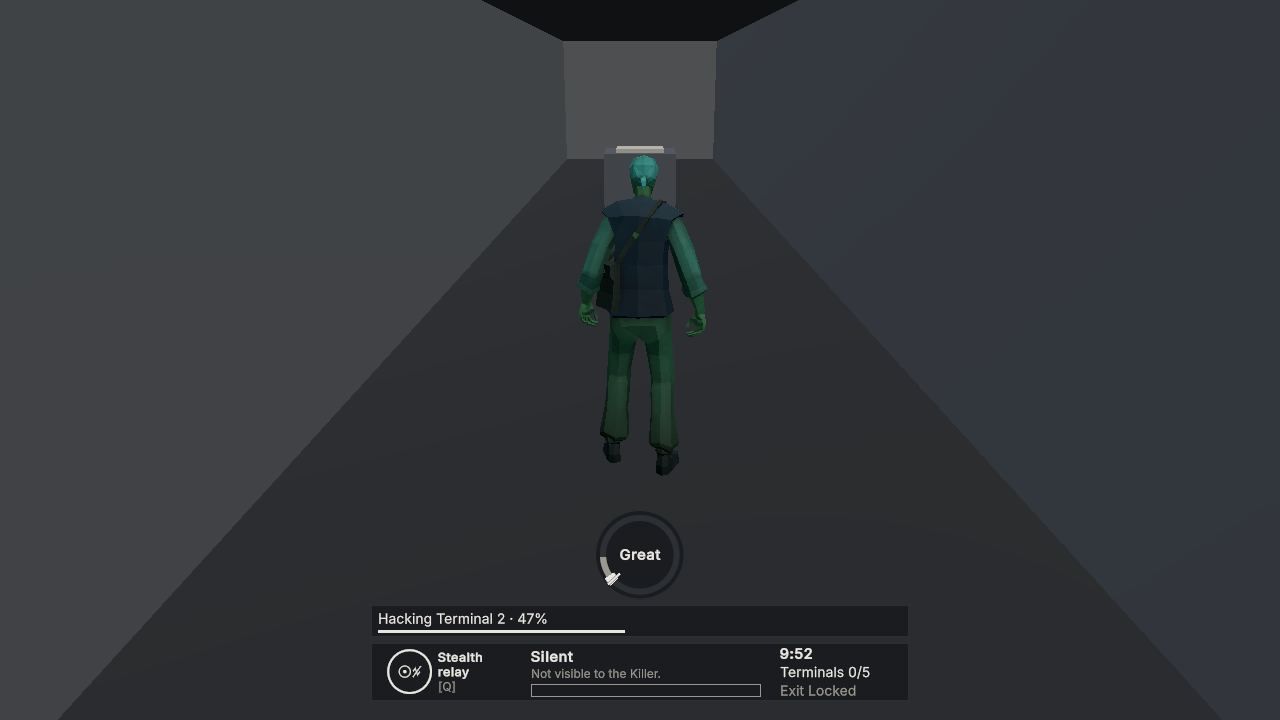 Great
Hacking Terminal 2 · 47%
Stealth
relay
[Q]
Silent
Not visible to the Killer.
9:52
Terminals 0/5
Exit Locked